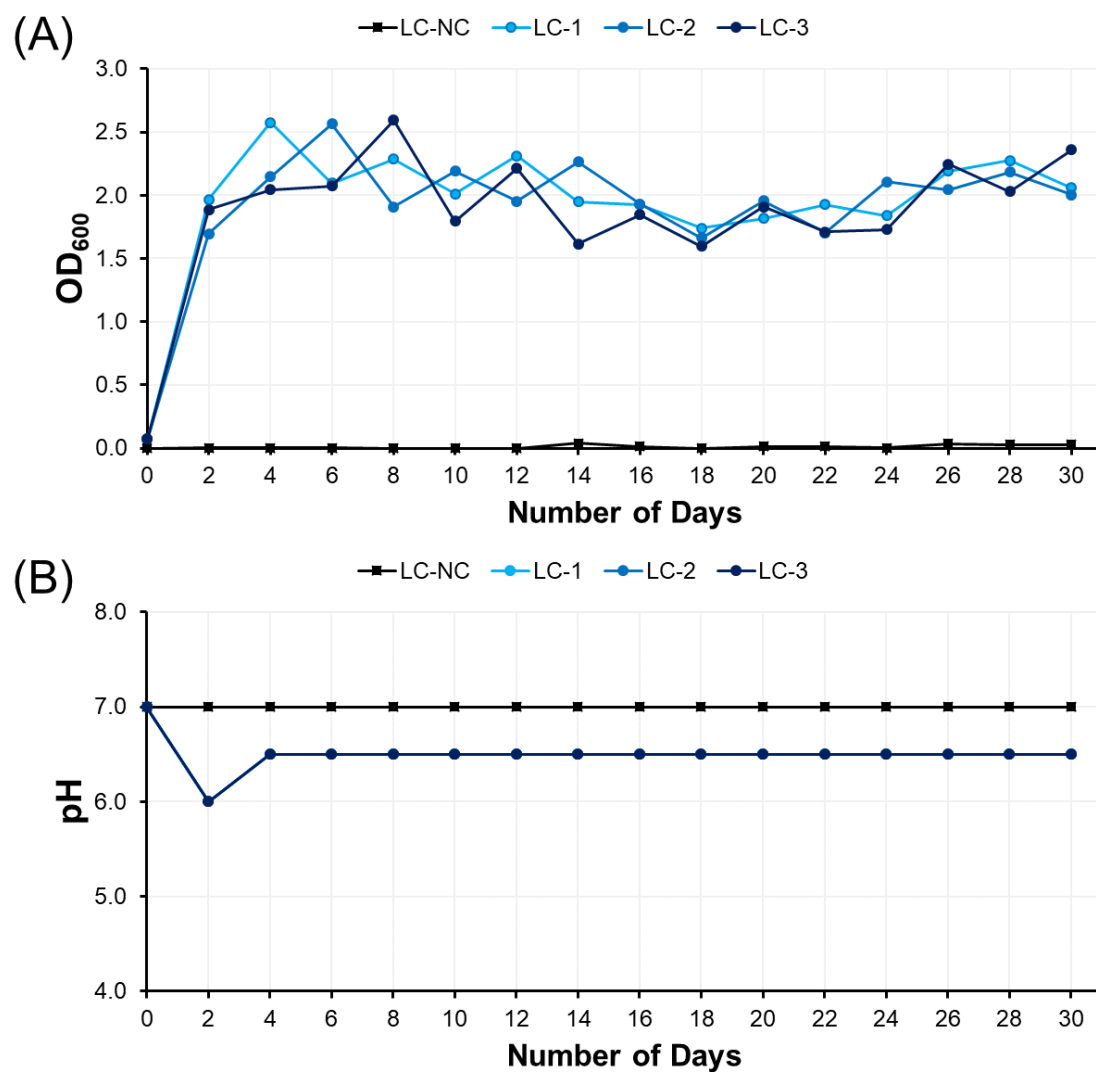 (A)
LC-NC LC-1 LC-2 LC-3
3.0
2.5
2.0
1.5
1.0
0.5
0.0
OD600
0 2 4 6 8 10 12 14 16 18 20 22 24 26 28 30
Number of Days
(B)
LC-NC LC-1 LC-2 LC-3
8.0
7.0
6.0
5.0
4.0
pH
0 2 4 6 8 10 12 14 16 18 20 22 24 26 28 30
Number of Days